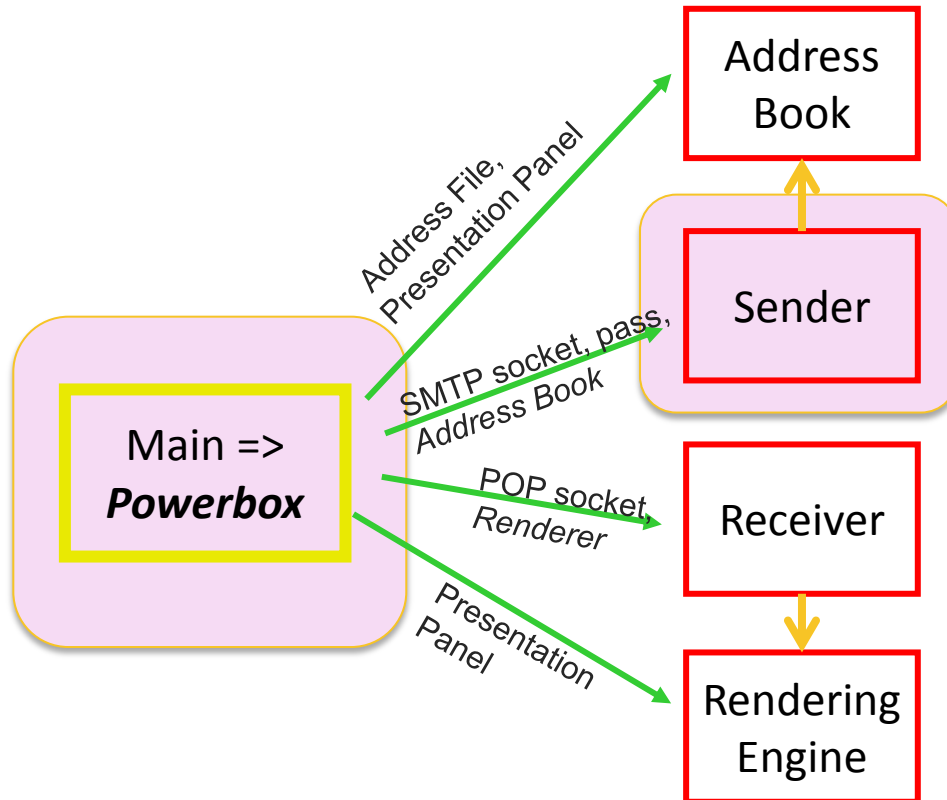 Address
Book
Address File,
Presentation Panel
Sender
SMTP socket, pass,
Address Book
Main =>
Powerbox
POP socket,
Renderer
Receiver
Presentation
Panel
Rendering
Engine